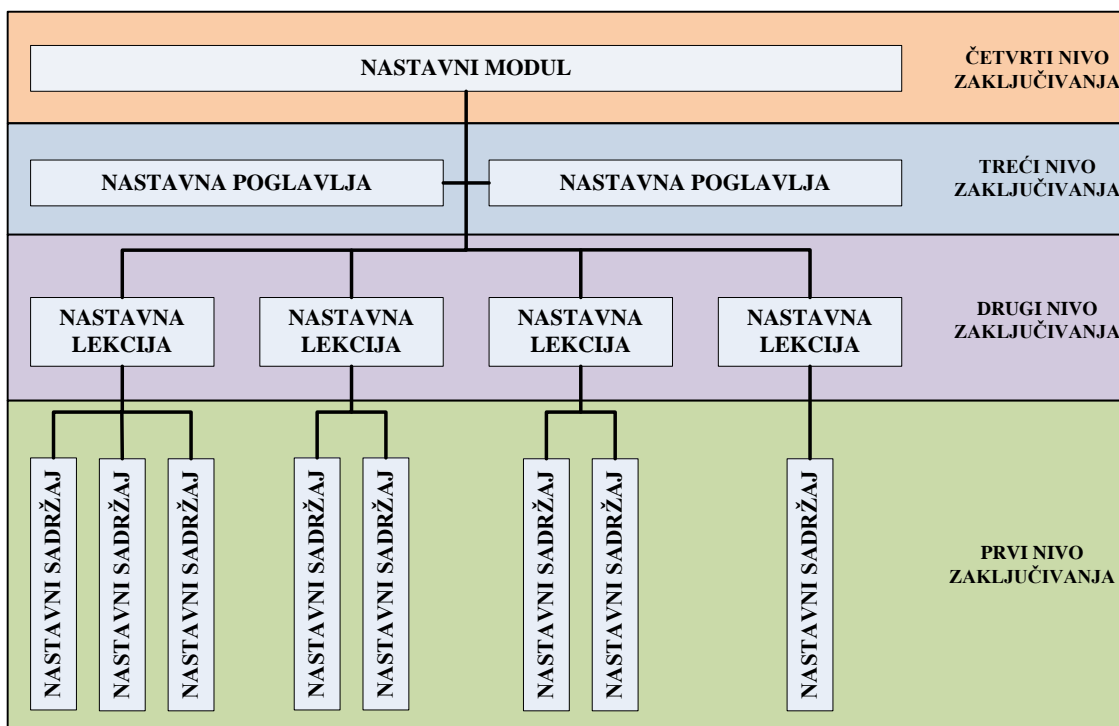 NASTAVNI MODUL
ČETVRTI NIVO
ZAKLJUČIVANJA
NASTAVNA POGLAVLJA
NASTAVNA POGLAVLJA
TREĆI NIVO
ZAKLJUČIVANJA
NASTAVNA
LEKCIJA
NASTAVNA
LEKCIJA
NASTAVNA
LEKCIJA
NASTAVNA
LEKCIJA
DRUGI NIVO
ZAKLJUČIVANJA
NASTAVNI SADRŽAJ
NASTAVNI SADRŽAJ
NASTAVNI SADRŽAJ
NASTAVNI SADRŽAJ
NASTAVNI SADRŽAJ
NASTAVNI SADRŽAJ
NASTAVNI SADRŽAJ
NASTAVNI SADRŽAJ
PRVI NIVO
ZAKLJUČIVANJA